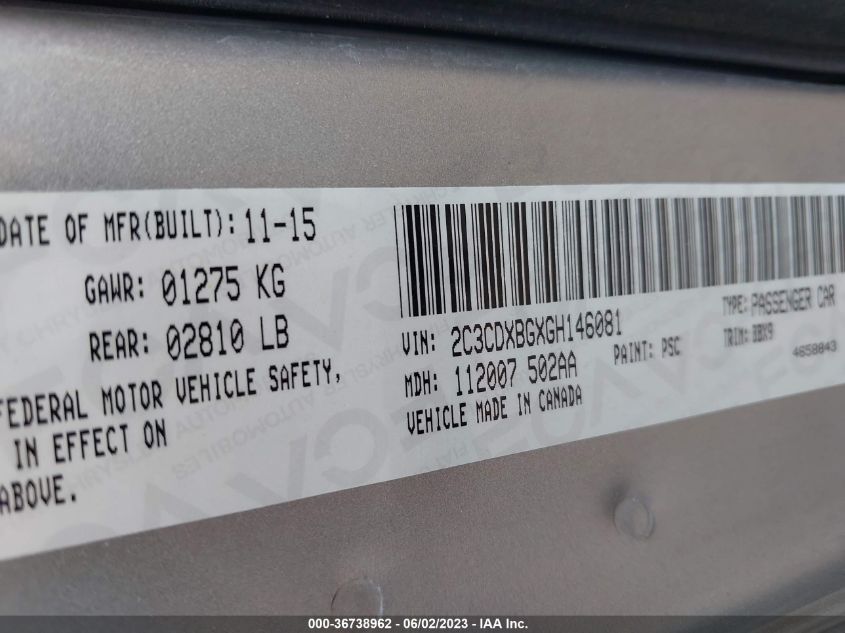 DATE OF MFR(BUILT): 11-15
GAWR: 01275 KG
REAR: 02810 LB
FEDERAL MOTOR VEHICLE SAFETY,
IN EFFECT ON
ABOVE.
VIN: 2C3CDXBGXGH146081
TYPE: PASSENGER CAR
MDH: 112007 502AA
PAINT: PSC
TRIM: BBX9
VEHICLE MADE IN CANADA
4658843
000-36738962 - 06/02/2023 - IAA Inc.